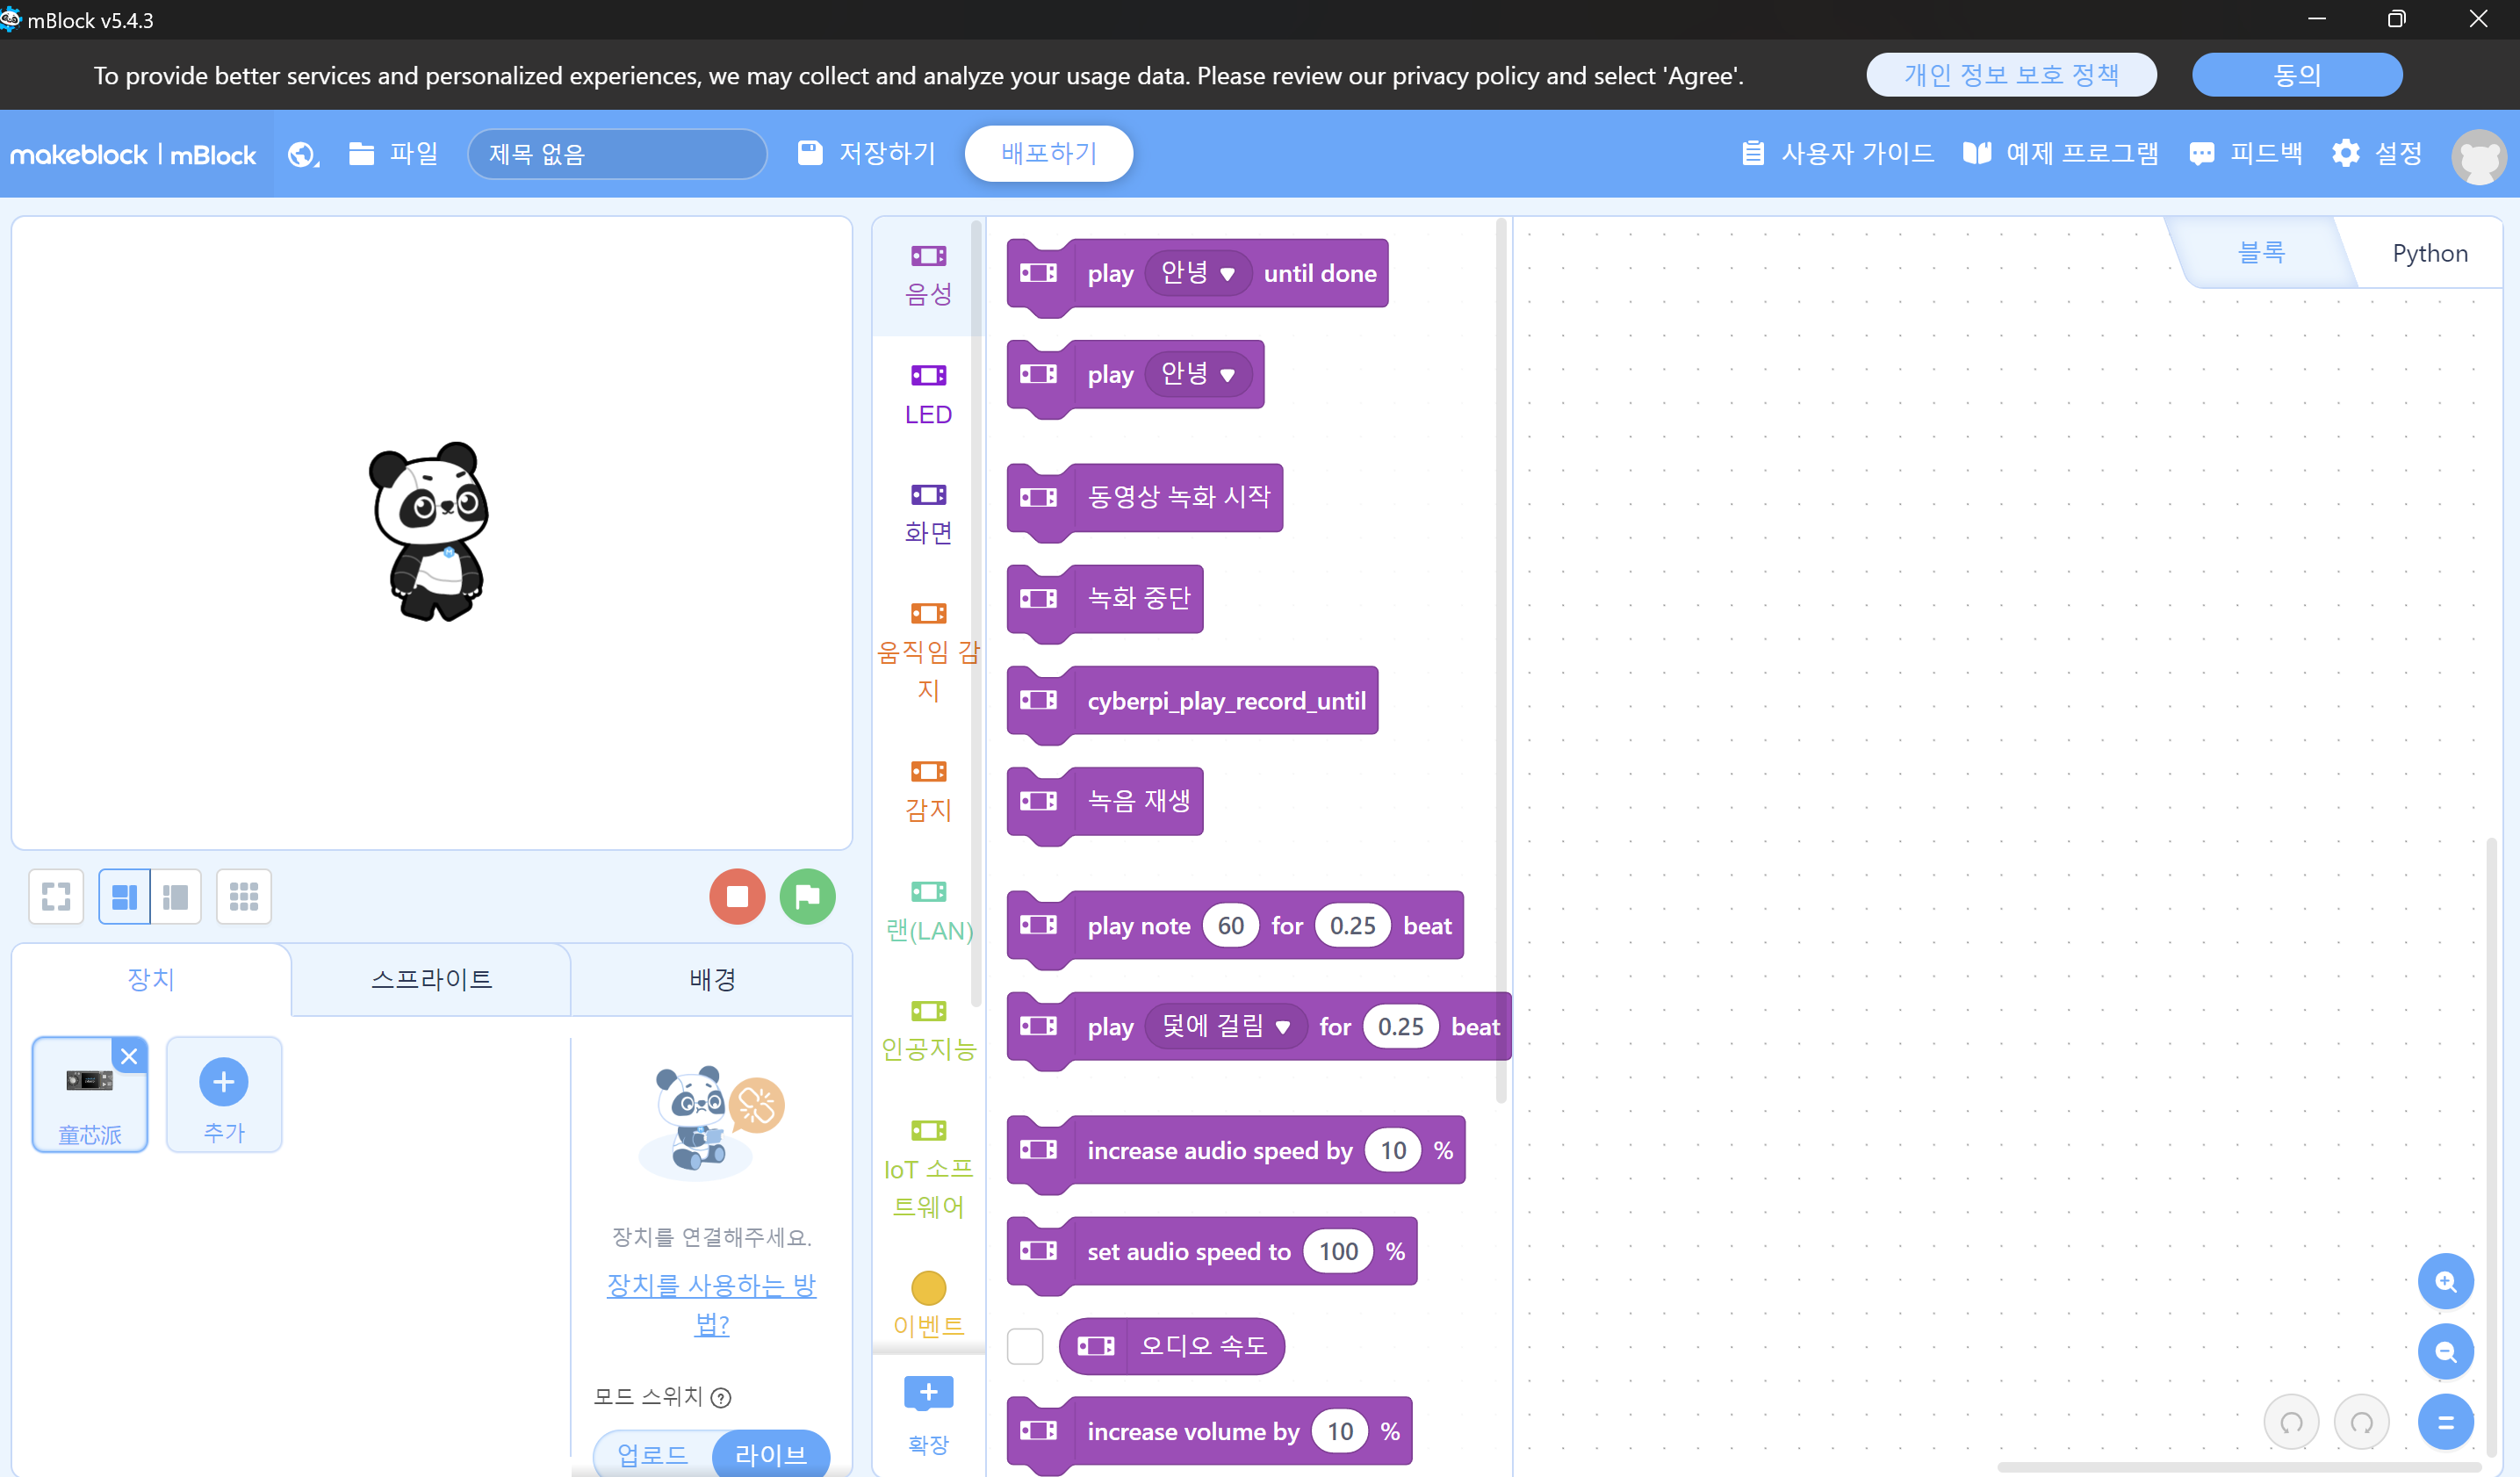 mBlock v5.4.3
To provide better services and personalized experiences, we may collect and analyze your usage data. Please review our privacy policy and select 'Agree'.
개인 정보 보호 정책
동의
makeblock | mBlock
파일
제목 없음
저장하기
배포하기
사용자 가이드
예제 프로그램
피드백
설정
음성
LED
화면
움직임 감
지
감지
랜(LAN)
인공지능
IoT 소프
트웨어
이벤트
확장
play 안녕 until done
play 안녕
동영상 녹화 시작
녹화 중단
cyberpi_play_record_until
녹음 재생
play note 60 for 0.25 beat
play 덫에 걸림 for 0.25 beat
increase audio speed by 10 %
set audio speed to 100 %
오디오 속도
increase volume by 10 %
블록
Python
장치
스프라이트
배경
童芯派
추가
장치를 연결해주세요.
장치를 사용하는 방
법?
모드 스위치
업로드
라이브